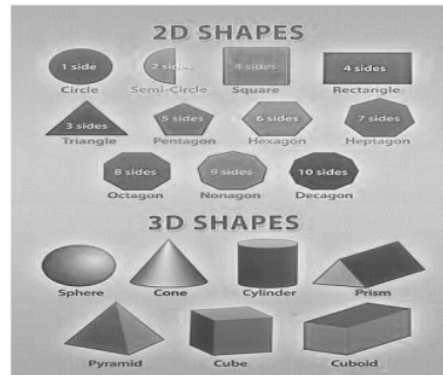 2D SHAPES
1 side 2 sides 4 sides 4 sides
Circle Semi-Circle Square Rectangle
3 sides 5 sides 6 sides 7 sides
Triangle Pentagon Hexagon Heptagon
8 sides 9 sides 10 sides
Octagon Nonagon Decagon
3D SHAPES
Sphere Cone Cylinder Prism
Pyramid Cube Cuboid